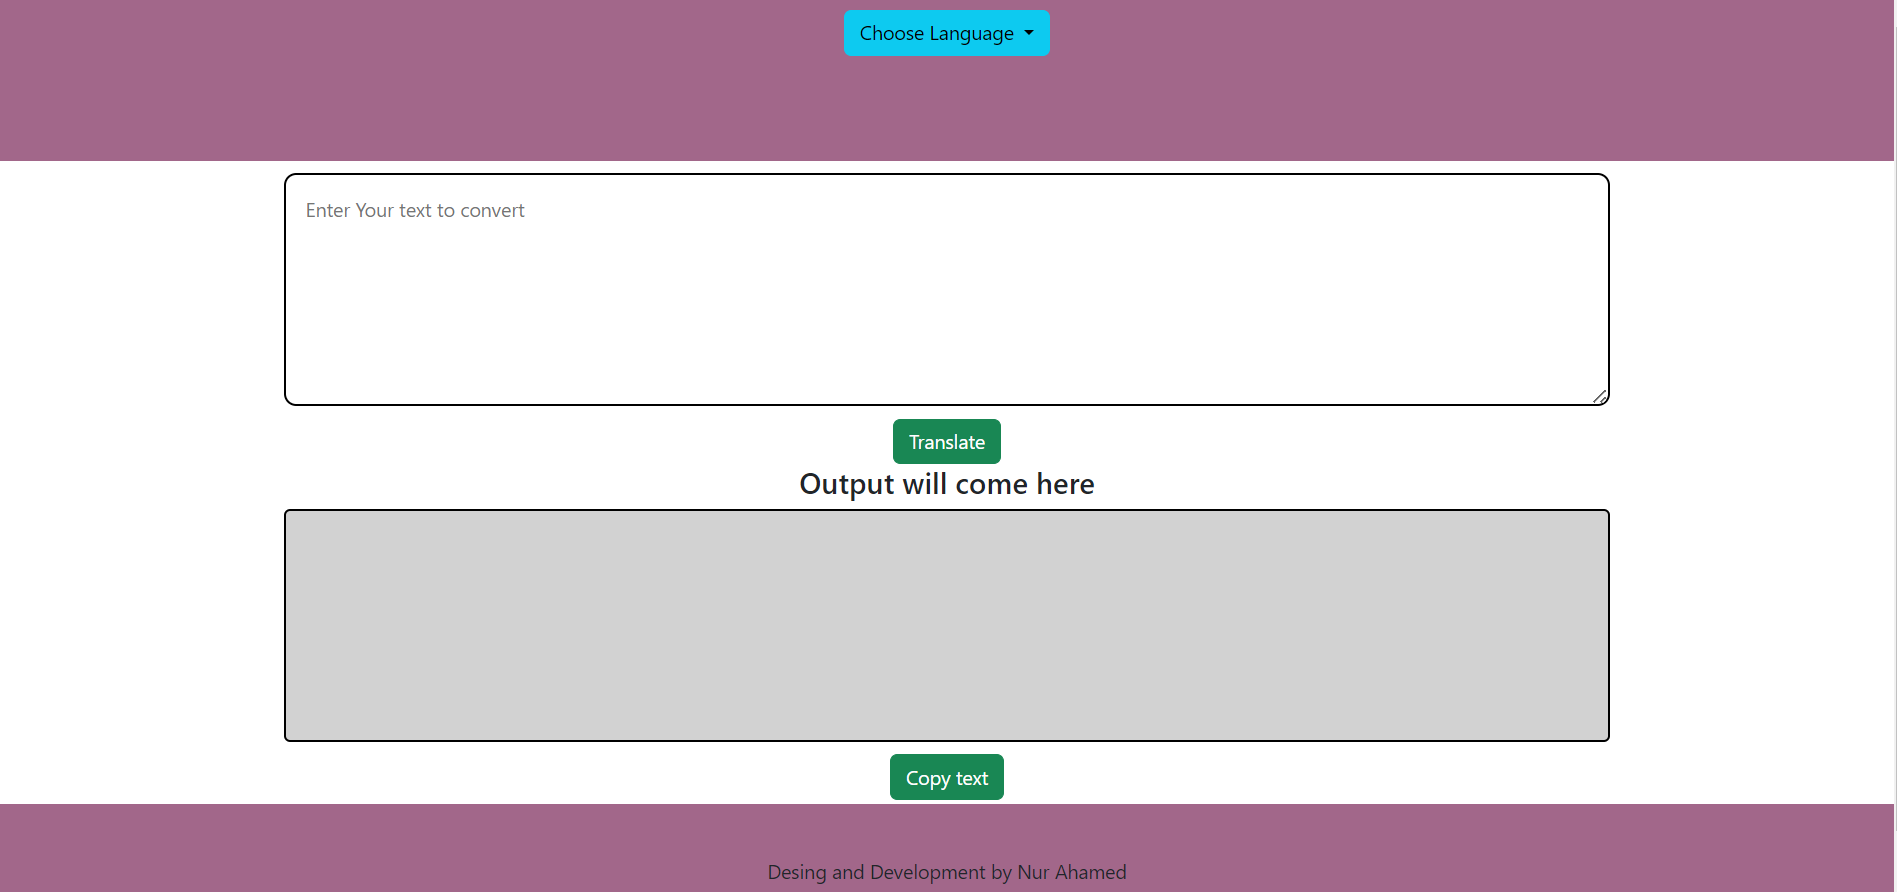 Choose Language
Enter Your text to convert
Translate
Output will come here
Copy text
Desing and Development by Nur Ahamed